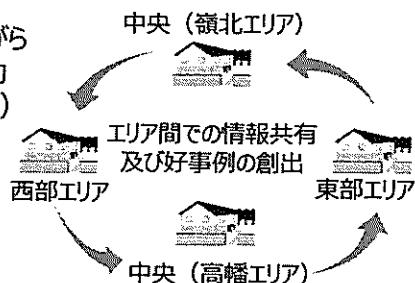 中央（嶺北エリア）
がら
）
エリア間での情報共有
及び好事例の創出
西部エリア
東部エリア
中央（高幡エリア）